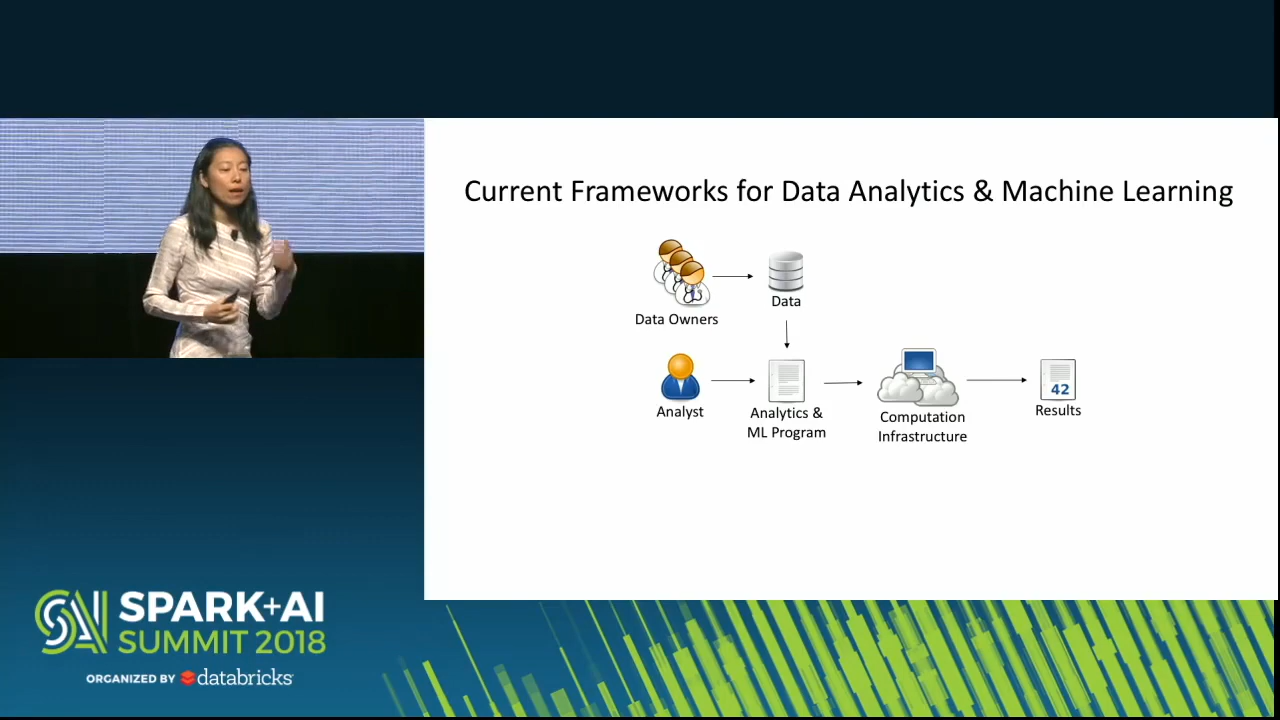 Current Frameworks for Data Analytics & Machine Learning
Data Owners
Data
Analyst
Analytics &
ML Program
Computation
Infrastructure
42
Results
SPARK+AI
SUMMIT 2018
ORGANIZED BY databricks